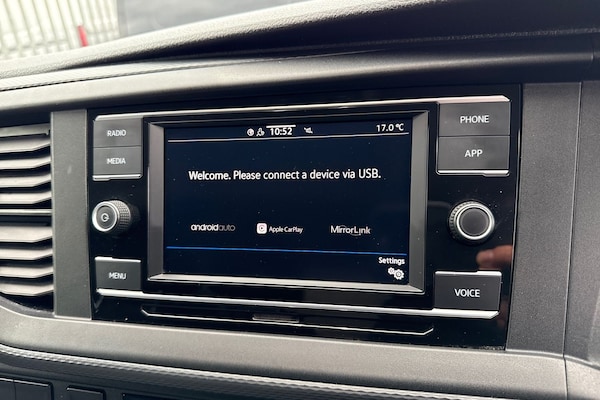 RADIO
MEDIA
MENU
10:52
17.0 °C
Welcome. Please connect a device via USB.
androidauto
Apple CarPlay
MirrorLink
Settings
PHONE
APP
VOICE